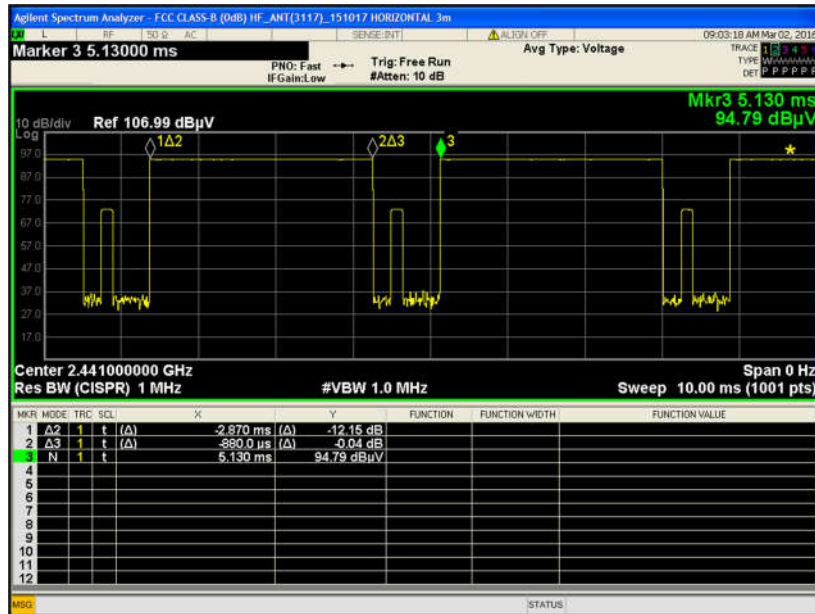 Agilent Spectrum Analyzer - FCC CLASS-B (0dB) HF_ANT(3117)_151017 HORIZONTAL 3m
L RF 50 Ω AC SENSE:INT ALIGN OFF 09:03:18 AM Mar 02, 2016
Marker 3 5.13000 ms Avg Type: Voltage TRACE 1 2 3 4 5
PNO: Fast Trig: Free Run TYPE
IFGain:Low #Atten: 10 dB DET P P P P P P
Mkr3 5.130 ms
10 dB/div Ref 106.99 dBµV 94.79 dBµV
Log
1Δ2 2Δ3 3
97.0
87.0
77.0
67.0
57.0
47.0
37.0
27.0
17.0
Center 2.441000000 GHz Span 0 Hz
Res BW (CISPR) 1 MHz #VBW 1.0 MHz Sweep 10.00 ms (1001 pts)
MKR MODE TRC SCL X Y FUNCTION FUNCTION WIDTH FUNCTION VALUE
1 Δ2 1 t (Δ) -2.870 ms (Δ) -12.15 dB
2 Δ3 1 t (Δ) -880.0 µs (Δ) -0.04 dB
3 N 1 t 5.130 ms 94.79 dBµV
4
5
6
7
8
9
10
11
12
MSG STATUS